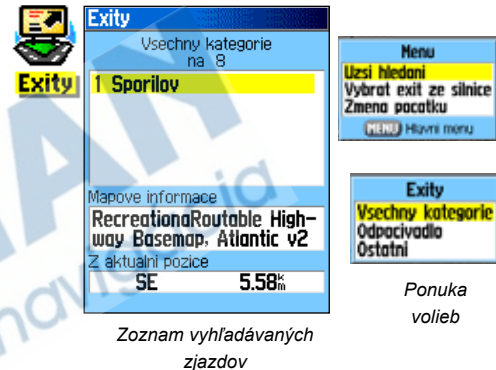 Exity
Exity
Vsechny kategorie
na 8
1 Sporilov
Mapove informace
RecreationaRoutable High-
way Basemap, Atlantic v2
Z aktualni pozice
SE 5.58 k m
Zoznam vyhľadávaných
zjazdov
Menu
Uzsi hledani
Vybrat exit ze silnice
Zmena pocatku
MENU Hlavni menu
Exity
Vsechny kategorie
Odpocivadlo
Ostatni
Ponuka
volieb
navigácia